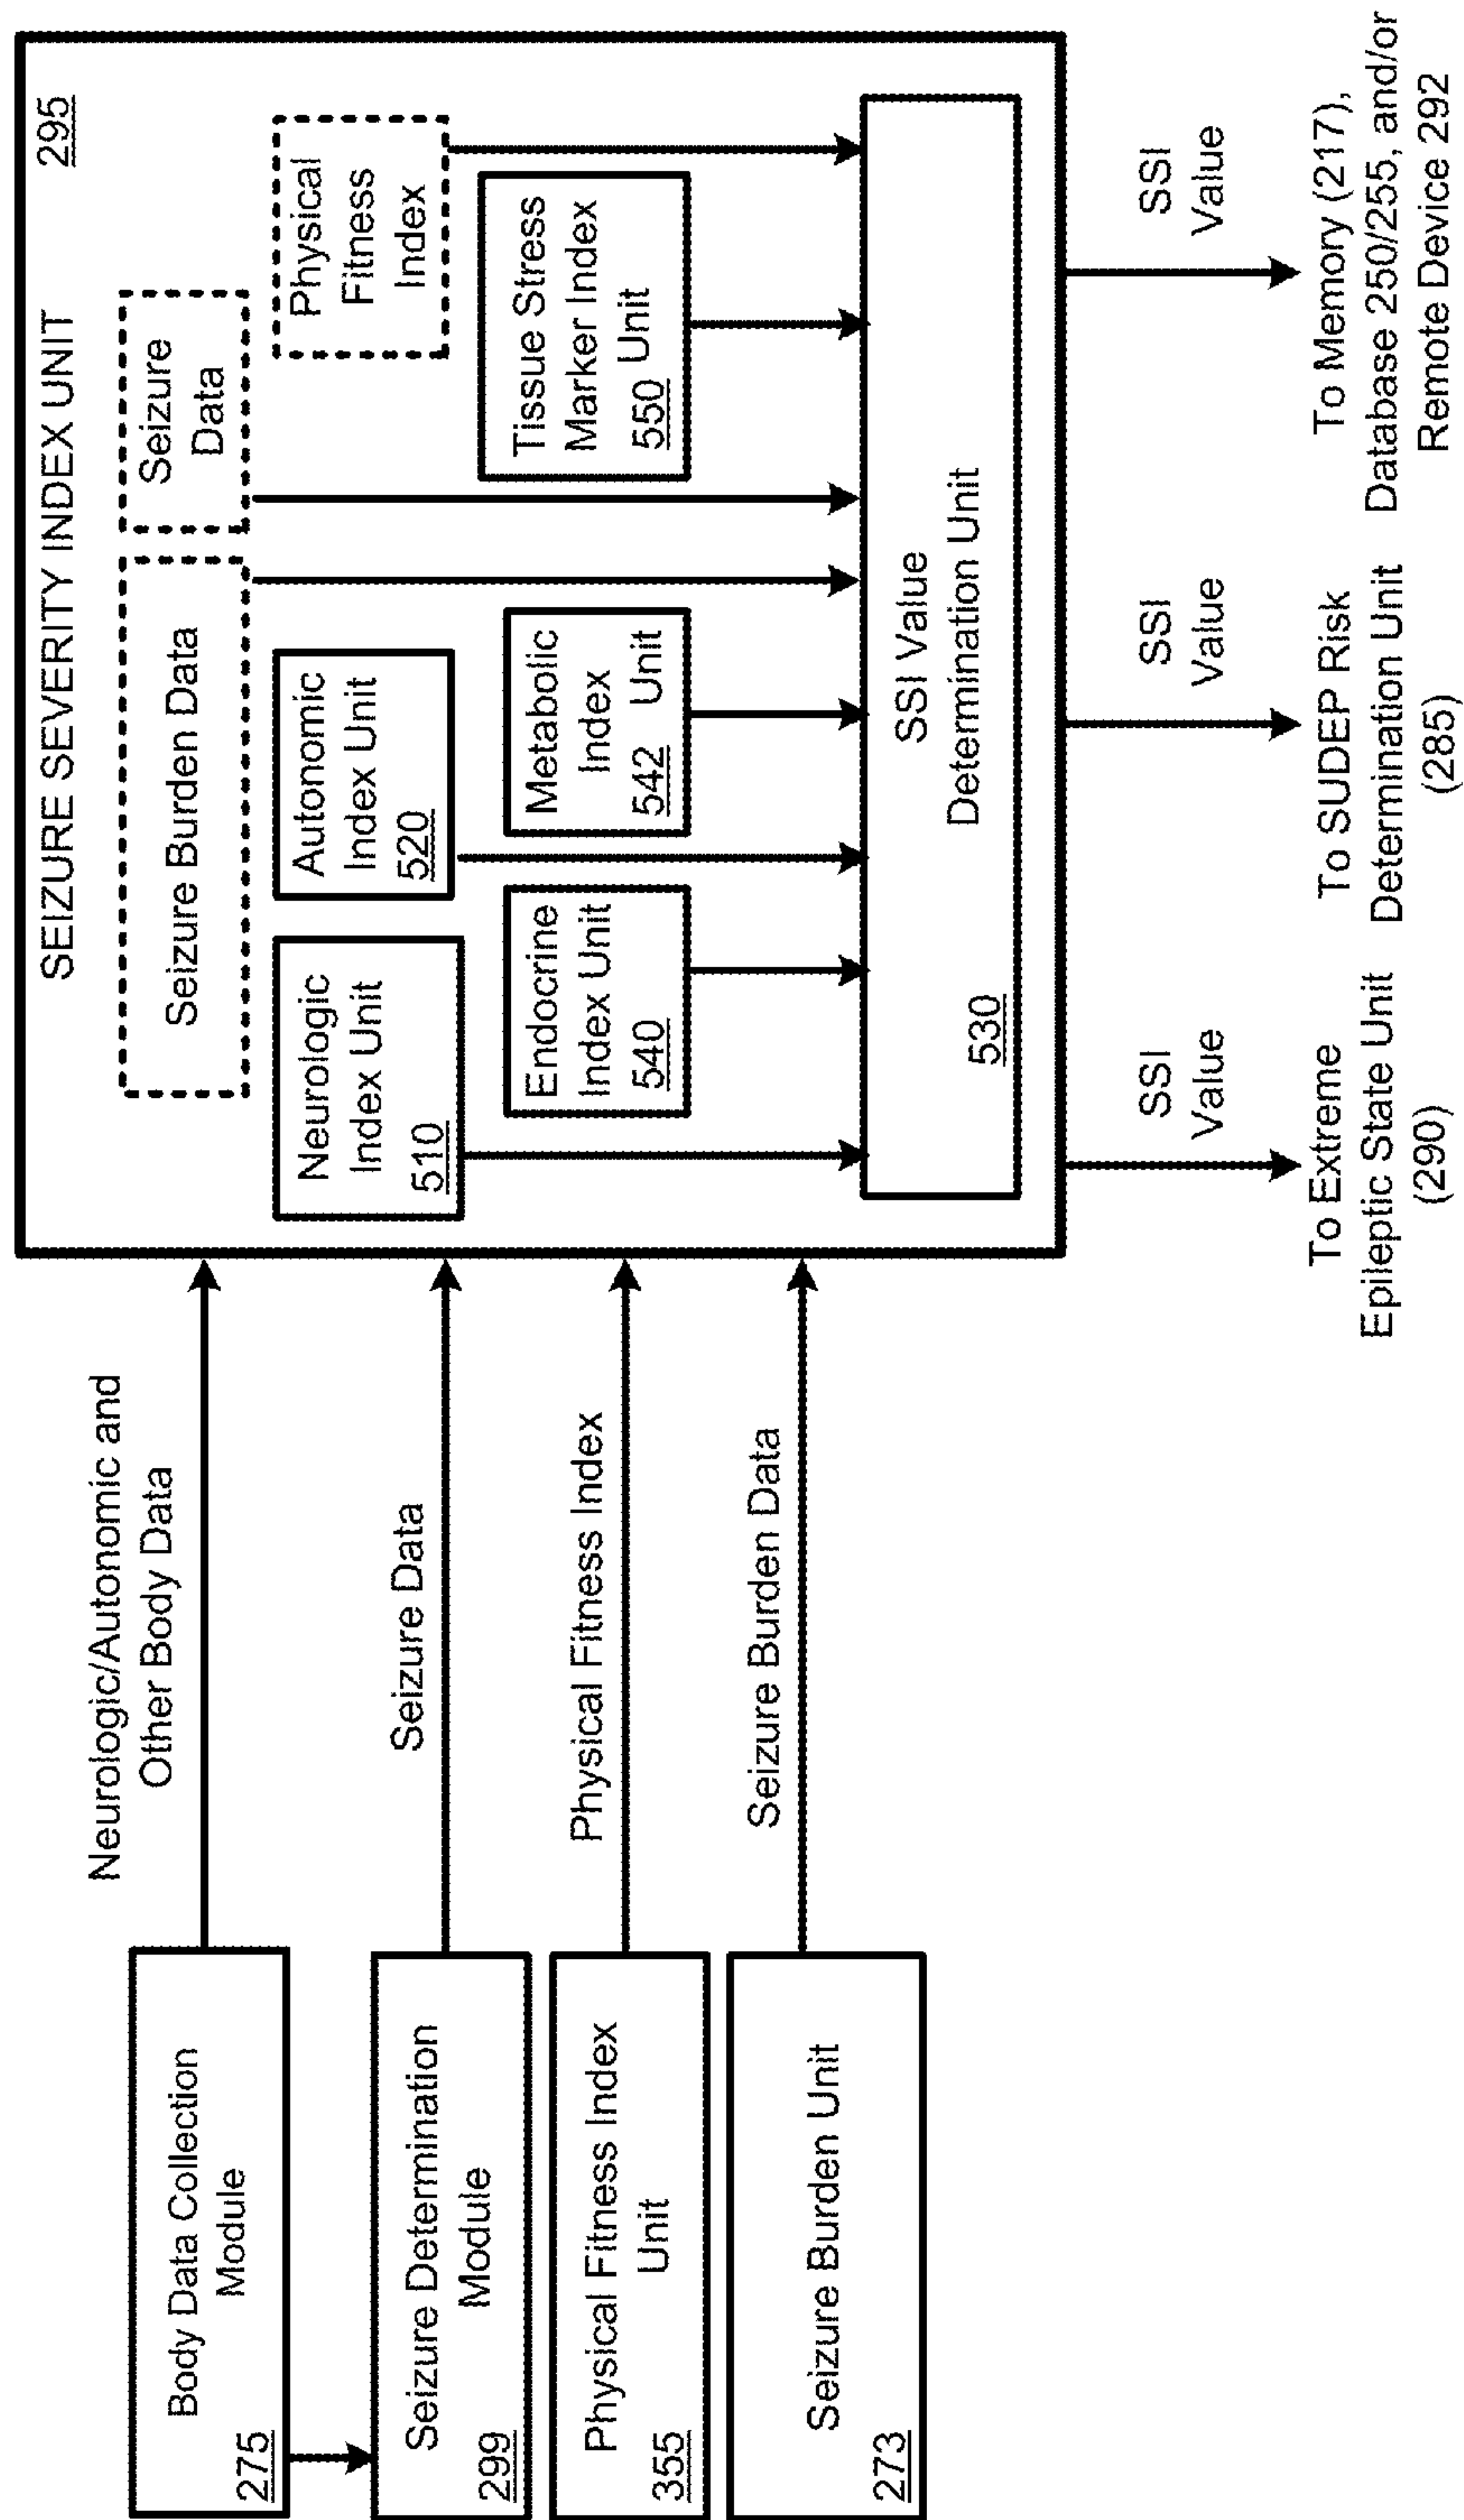 Body Data Collection
Module
275
Seizure Determination
Module
299
Physical Fitness Index
Unit
355
Seizure Burden Unit
273
Neurologic/Autonomic and
Other Body Data
Seizure Data
Physical Fitness Index
Seizure Burden Data
SEIZURE SEVERITY INDEX UNIT
295
Seizure Burden Data
Seizure
Data
Neurologic
Index Unit
510
Autonomic
Index Unit
520
Physical
Fitness
Index
Endocrine
Index Unit
540
Metabolic
Index
542 Unit
Tissue Stress
Marker Index
550 Unit
SSI Value
Determination Unit
530
SSI
Value
To Extreme
Epileptic State Unit
(290)
SSI
Value
To SUDEP Risk
Determination Unit
(285)
SSI
Value
To Memory (217),
Database 250/255, and/or
Remote Device 292